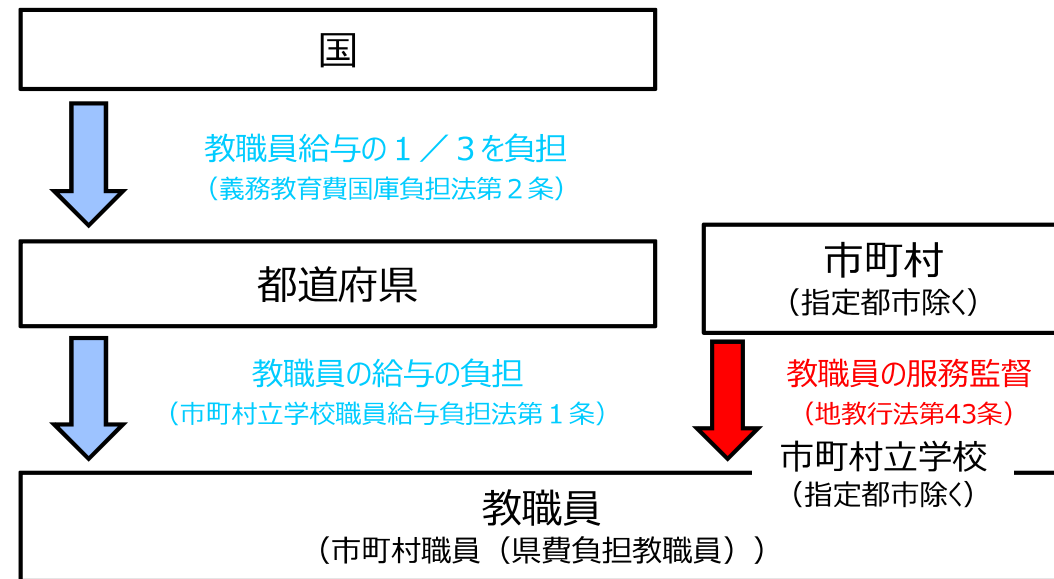 国
教職員給与の１／３を負担
（義務教育費国庫負担法第２条）
都道府県
市町村
（指定都市除く）
教職員の給与の負担
（市町村立学校職員給与負担法第１条）
教職員の服務監督
（地教行法第43条）
市町村立学校
（指定都市除く）
教職員
（市町村職員（県費負担教職員））